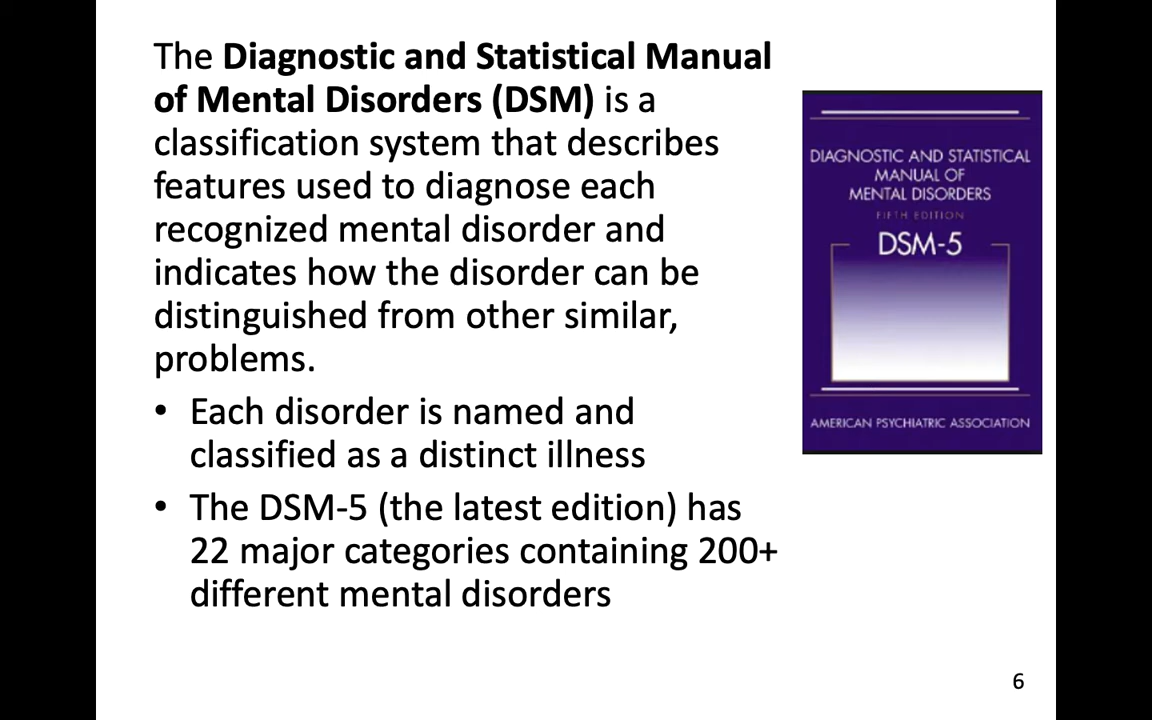 The Diagnostic and Statistical Manual
of Mental Disorders (DSM) is a
classification system that describes
features used to diagnose each
recognized mental disorder and
indicates how the disorder can be
distinguished from other similar,
problems.
• Each disorder is named and
classified as a distinct illness
• The DSM-5 (the latest edition) has
22 major categories containing 200+
different mental disorders
DIAGNOSTIC AND STATISTICAL
MANUAL OF
MENTAL DISORDERS
FIFTH EDITION
DSM-5
AMERICAN PSYCHIATRIC ASSOCIATION
6